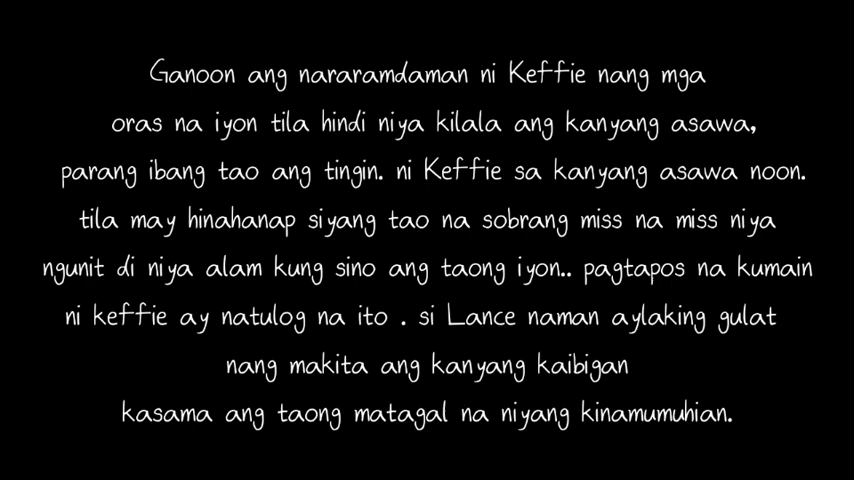 Ganoon ang nararamdaman ni Keffie nang mga
oras na iyon tila hindi niya kilala ang kanyang asawa,
parang ibang tao ang tingin. ni Keffie sa kanyang asawa noon.
tila may hinahanap siyang tao na sobrang miss na miss niya
ngunit di niya alam kung sino ang taong iyon.. pagtapos na kumain
ni keffie ay natulog na ito . si Lance naman aylaking gulat
nang makita ang kanyang kaibigan
kasama ang taong matagal na niyang kinamumuhian.